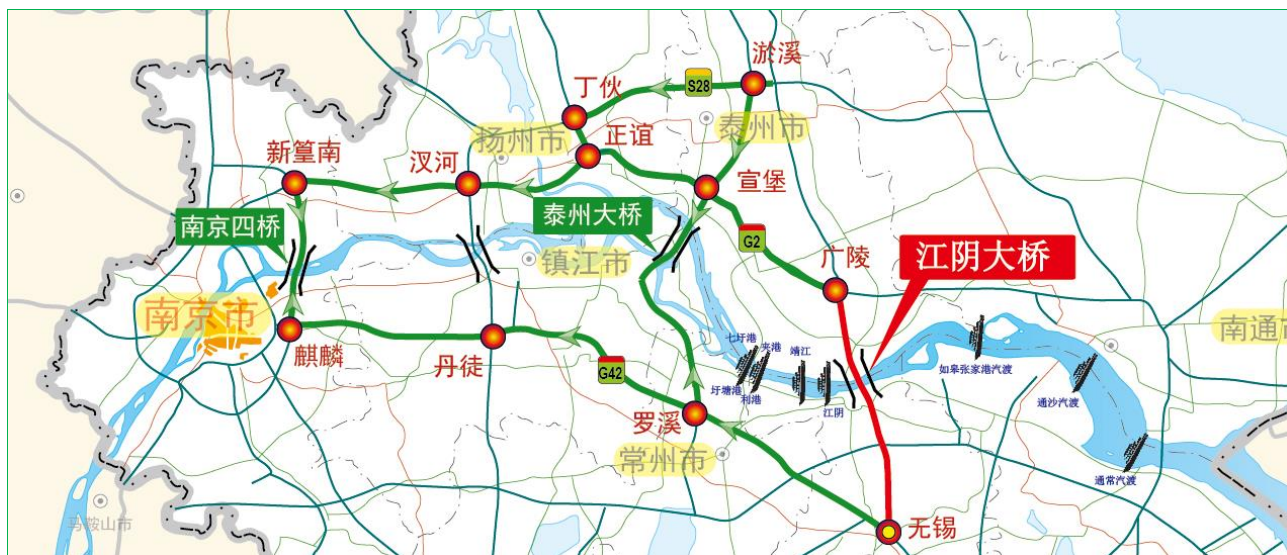 淤溪
丁伙
S28
扬州市
正谊
泰州市
新篁南
汊河
宣堡
南京四桥
泰州大桥
G2
镇江市
广陵
江阴大桥
南京市
南通市
麒麟
丹徒
G42
七圩港
夹港
靖江
圩塘港
利港
江阴
如皋张家港汽渡
通沙汽渡
罗溪
常州市
通常汽渡
马鞍山市
无锡